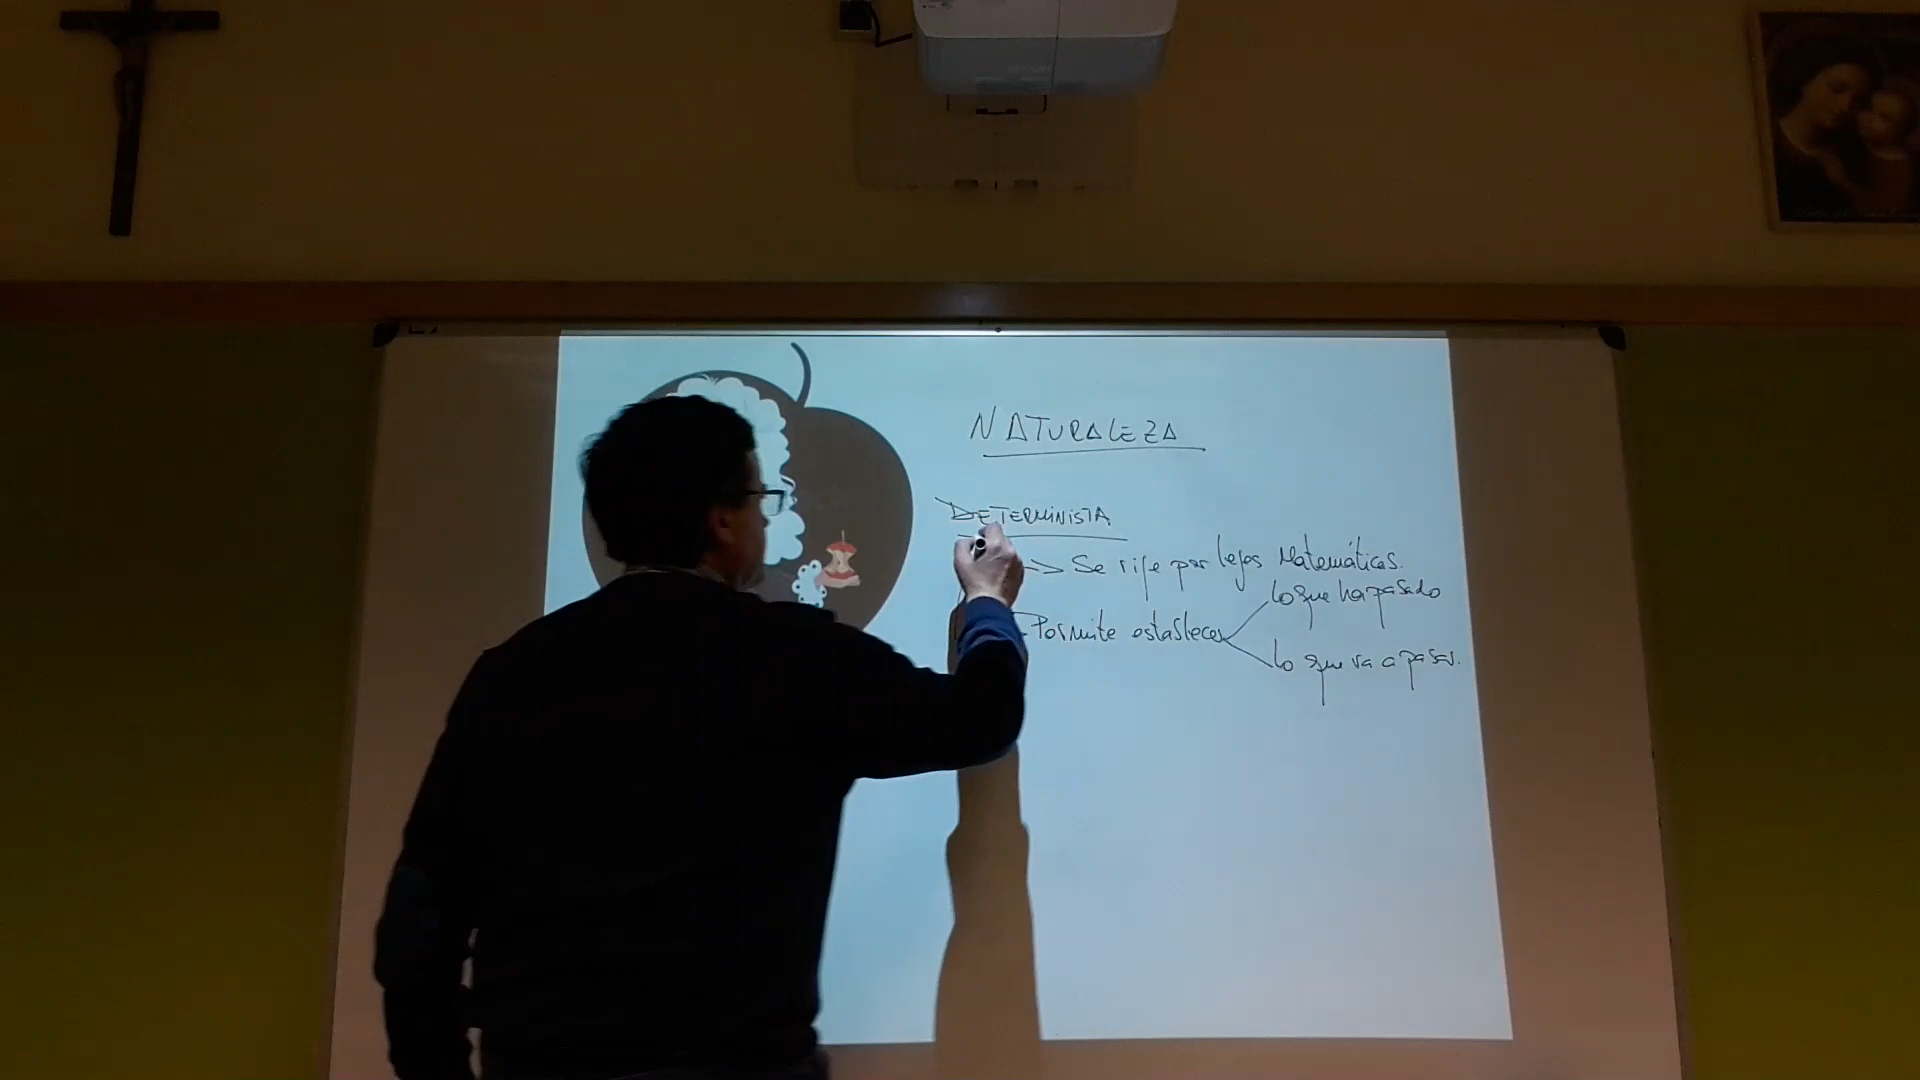 NATURALEZA
DETERMINISTA
→ Se rige por leyes Matemáticas.
Permite establecer
lo que ha pasado
lo que va a pasar.